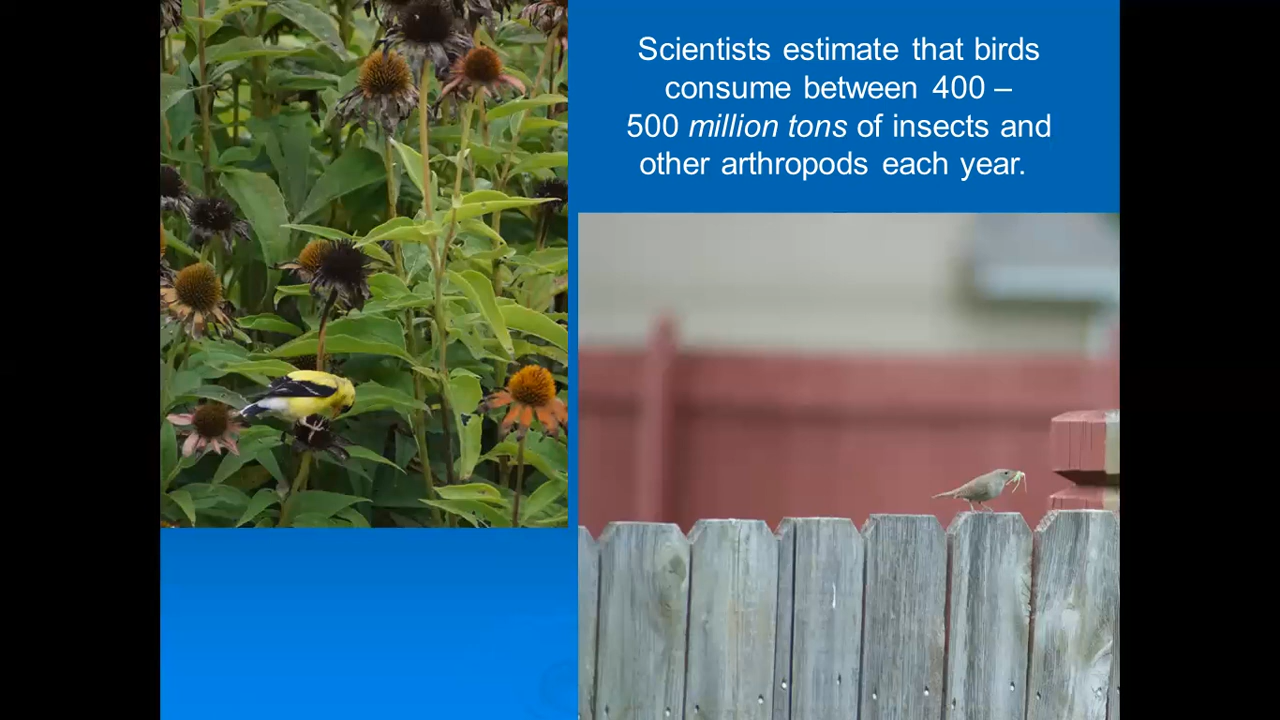 Scientists estimate that birds
consume between 400 –
500 million tons of insects and
other arthropods each year.